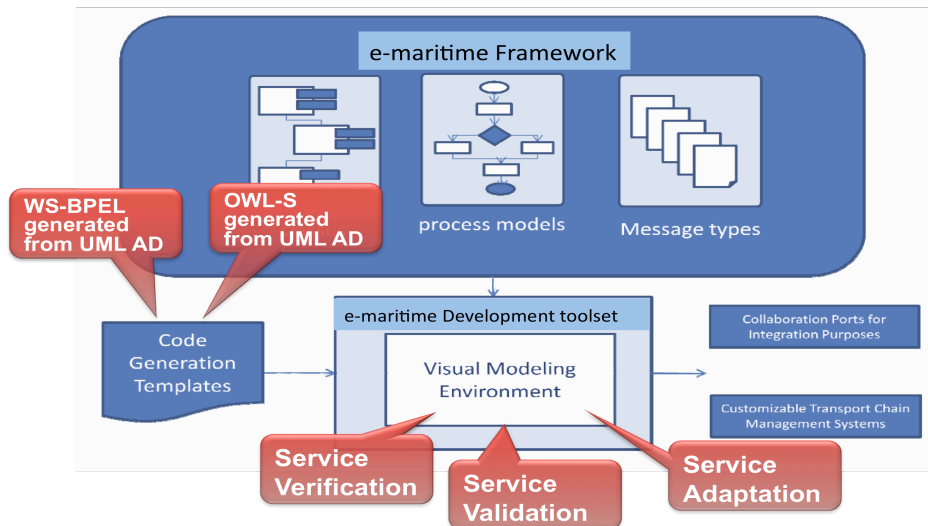 e-maritime Framework
process models
Message types
WS-BPEL
generated
from UML AD
OWL-S
generated
from UML AD
e-maritime Development toolset
Code
Generation
Templates
Visual Modeling
Environment
Collaboration Ports for
Integration Purposes
Customizable Transport Chain
Management Systems
Service
Verification
Service
Validation
Service
Adaptation